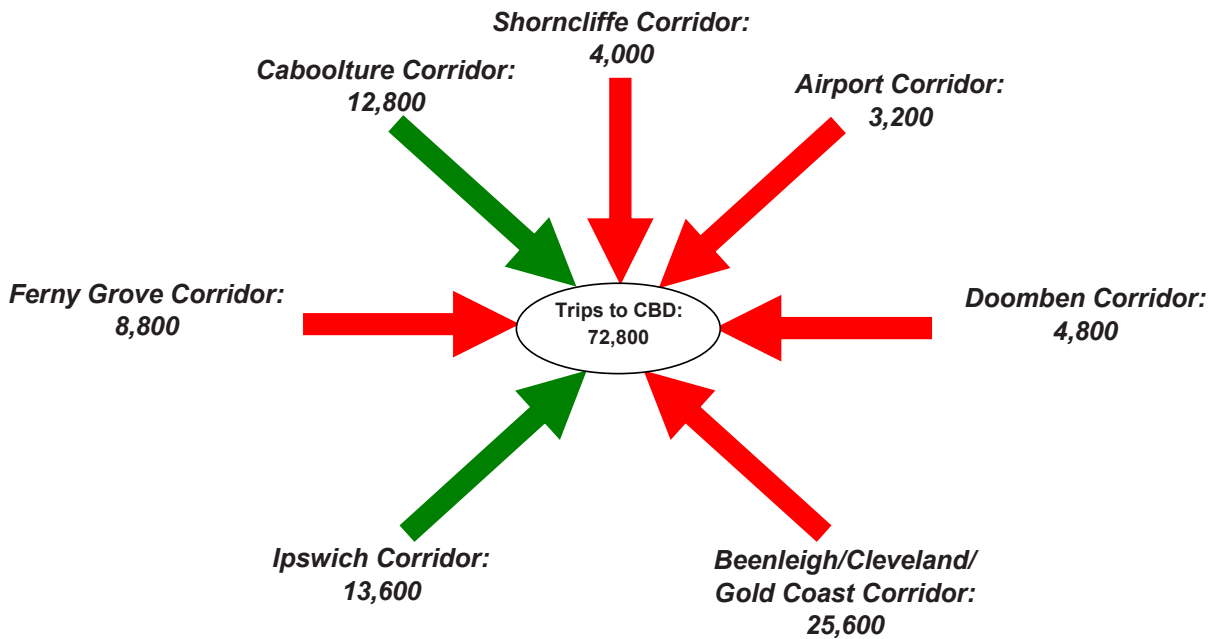 Shorncliffe Corridor:
4,000
Caboolture Corridor:
12,800
Airport Corridor:
3,200
Ferny Grove Corridor:
8,800
Trips to CBD:
72,800
Doomben Corridor:
4,800
Ipswich Corridor:
13,600
Beenleigh/Cleveland/
Gold Coast Corridor:
25,600